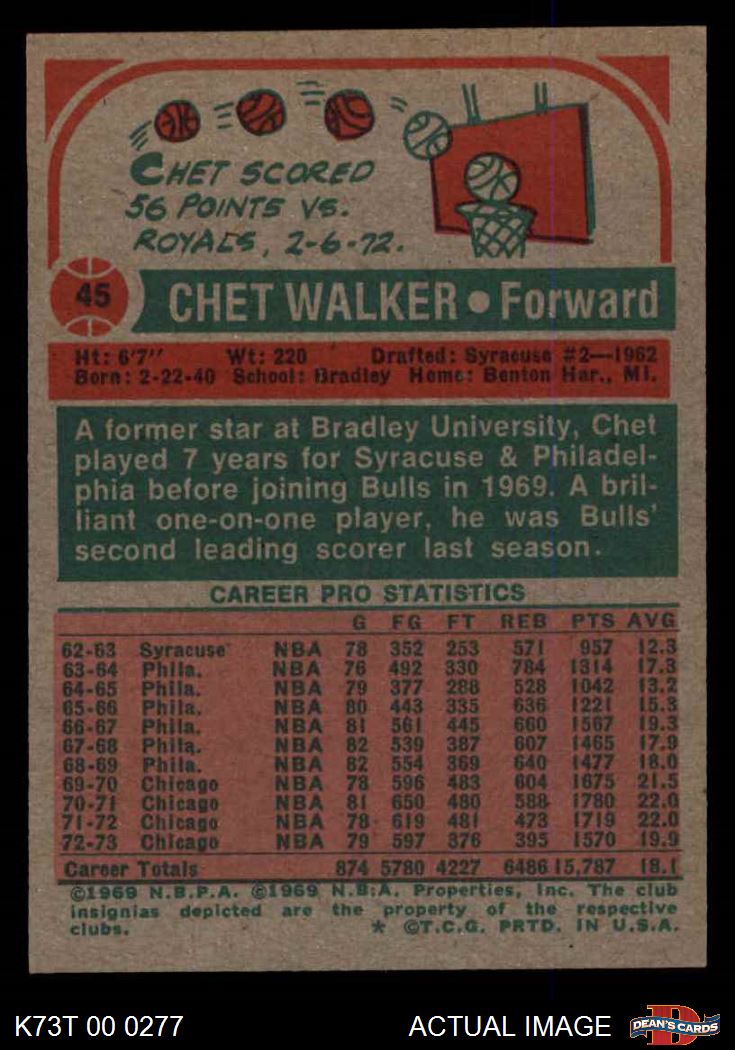 CHET SCORED
56 POINTS VS.
ROYALS, 2-6-72.
45 CHET WALKER • Forward
Ht: 6'7" Wt: 220 Drafted: Syracuse #2—1962
Born: 2-22-40 School: Bradley Home: Benton Har., MI.
A former star at Bradley University, Chet
played 7 years for Syracuse & Philadel-
phia before joining Bulls in 1969. A bril-
liant one-on-one player, he was Bulls'
second leading scorer last season.
CAREER PRO STATISTICS
G FG FT REB PTS AVG
62-63 Syracuse NBA 78 352 253 571 957 12.3
63-64 Phila. NBA 76 492 330 784 1314 17.3
64-65 Phila. NBA 79 377 288 528 1042 13.2
65-66 Phila. NBA 80 443 335 636 1221 15.3
66-67 Phila. NBA 81 561 445 660 1567 19.3
67-68 Phila. NBA 82 539 387 607 1465 17.9
68-69 Phila. NBA 82 554 369 640 1477 18.0
69-70 Chicago NBA 78 596 483 604 1675 21.5
70-71 Chicago NBA 81 650 480 588 1780 22.0
71-72 Chicago NBA 78 619 481 473 1719 22.0
72-73 Chicago NBA 79 597 376 395 1570 19.9
Career Totals 874 5780 4227 6486 15,787 18.1
©1969 N.B.P.A. ©1969 N.B.A. Properties, Inc. The club
insignias depicted are the property of the respective
clubs. * ©T.C.G. PRTD. IN U.S.A.
K73T 00 0277 ACTUAL IMAGE D DEAN'S CARDS